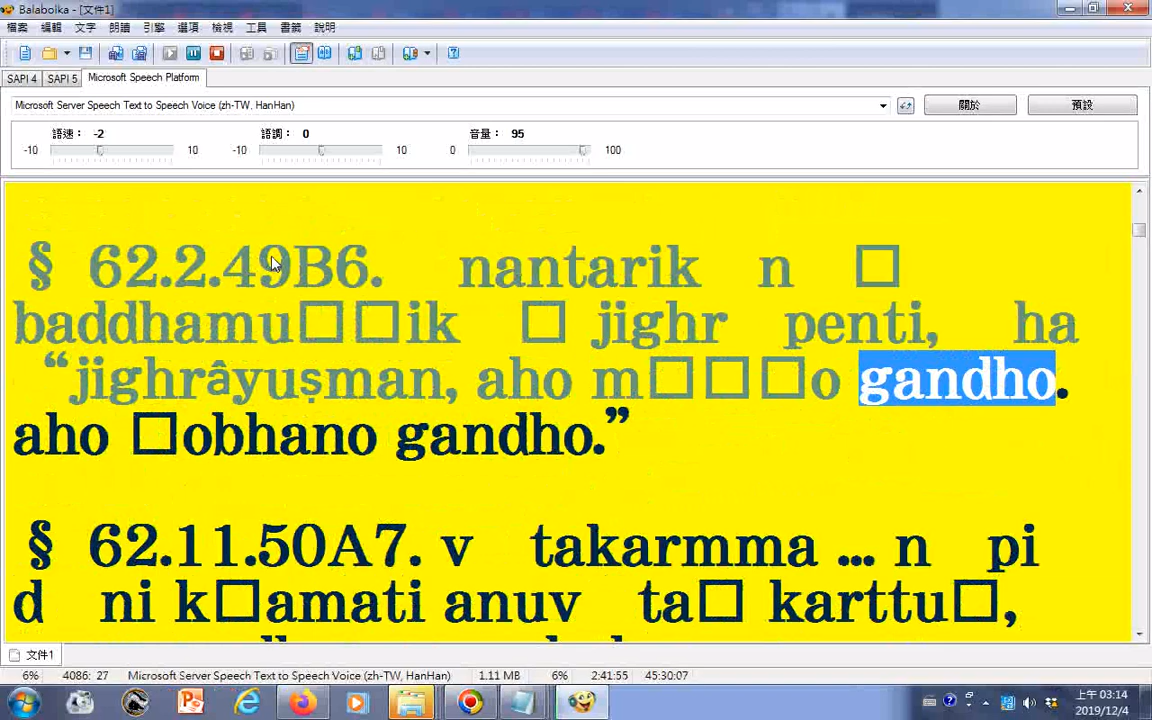 Balabolka - [文件1]
檔案 編輯 文字 朗讀 引擎 選項 檢視 工具 書籤 說明
SAPI 4 SAPI 5 Microsoft Speech Platform
Microsoft Server Speech Text to Speech Voice (zh-TW, HanHan) 關於 預設
語速： -2 語調： 0 音量： 95
-10 10 -10 10 0 100
§ 62.2.49B6. nantarik n □
baddhamu□□ik □ jighr penti, ha
“jighrâyuṣman, aho m□□□o gandho.
aho □obhano gandho.”
§ 62.11.50A7. v takarmma ... n pi
d ni k□amati anuv ta□ karttu□,
文件1
6% 4086: 27 Microsoft Server Speech Text to Speech Voice (zh-TW, HanHan) 1.11 MB 6% 2:41:55 45:30:07
上午 03:14
2019/12/4